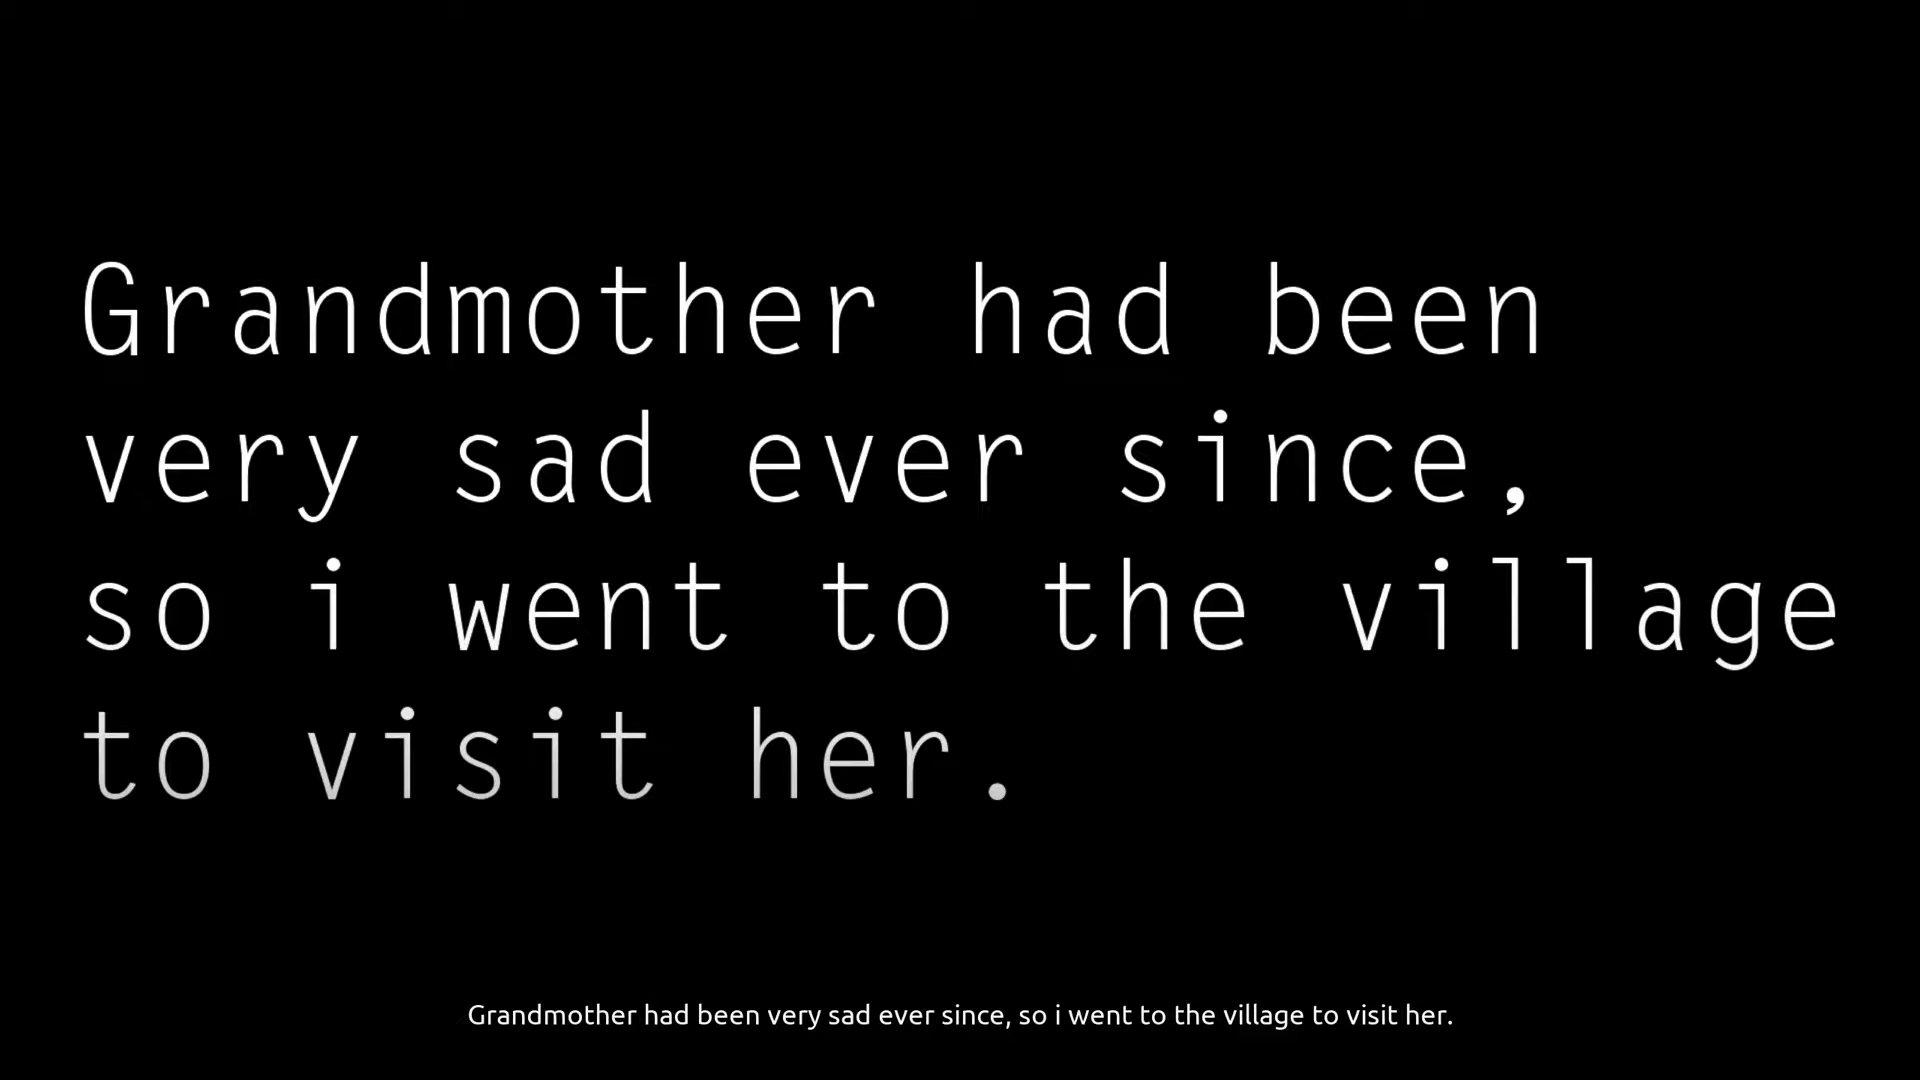 Grandmother had been
very sad ever since,
so i went to the village
to visit her.
Grandmother had been very sad ever since, so i went to the village to visit her.